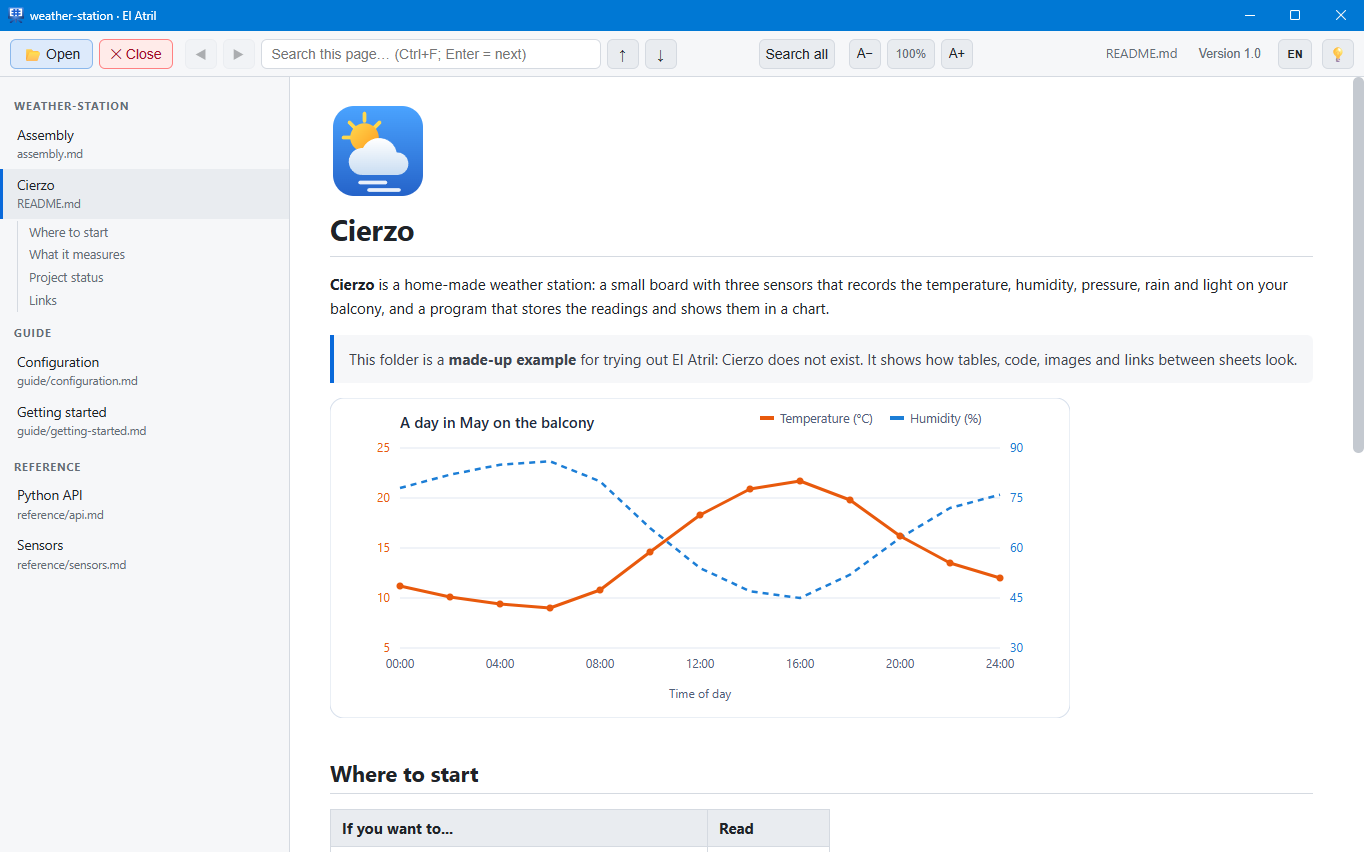 weather-station · El Atril
Open
Close
Search this page… (Ctrl+F; Enter = next)
↑
↓
Search all
A−
100%
A+
README.md
Version 1.0
EN
WEATHER-STATION
Assembly
assembly.md
Cierzo
README.md
Where to start
What it measures
Project status
Links
GUIDE
Configuration
guide/configuration.md
Getting started
guide/getting-started.md
REFERENCE
Python API
reference/api.md
Sensors
reference/sensors.md
Cierzo
Cierzo is a home-made weather station: a small board with three sensors that records the temperature, humidity, pressure, rain and light on your
balcony, and a program that stores the readings and shows them in a chart.
This folder is a made-up example for trying out El Atril: Cierzo does not exist. It shows how tables, code, images and links between sheets look.
A day in May on the balcony
Temperature (°C)
Humidity (%)
25 90
20 75
15 60
10 45
5 30
00:00 04:00 08:00 12:00 16:00 20:00 24:00
Time of day
Where to start
If you want to… Read